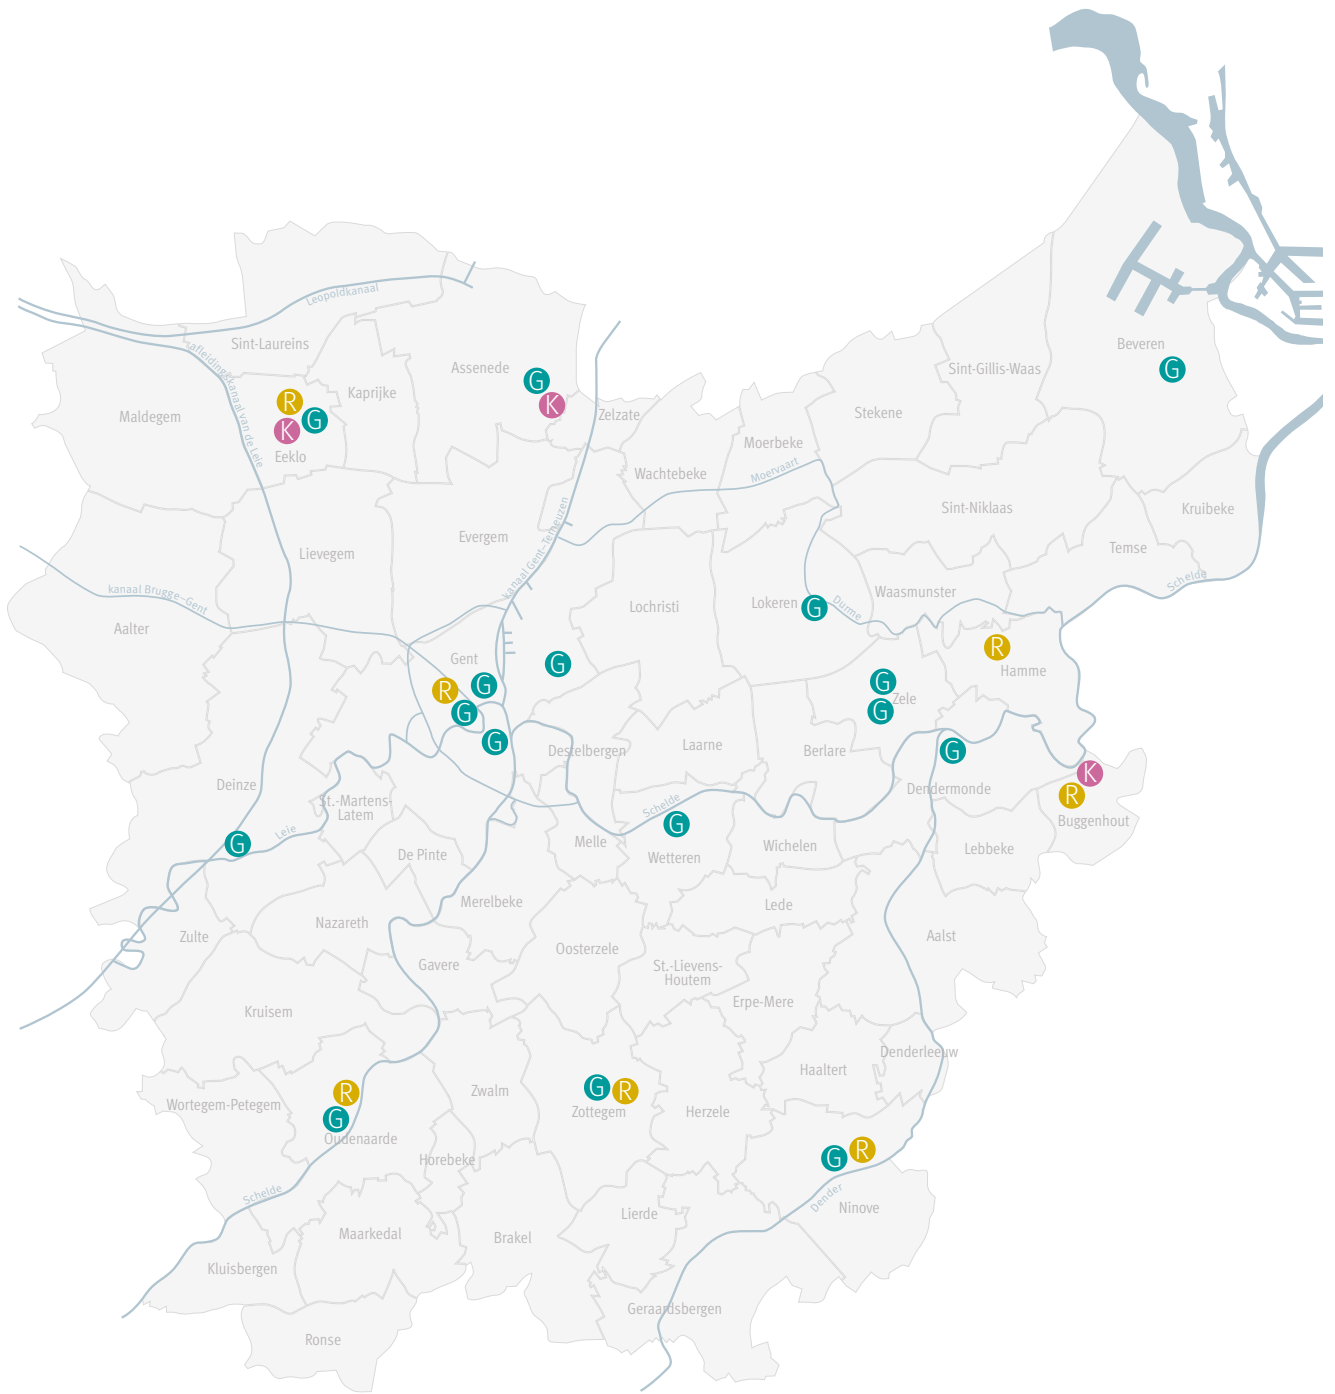 Leopoldkanaal
Sint-Laureins
afleidingskanaal van de Leie
Beveren
G
Assenede
G
Sint-Gillis-Waas
Kaprijke
R
K
G
Maldegem
K
Zelzate
Stekene
Eeklo
Moerbeke
Wachtebeke
Moervaart
Sint-Niklaas
Kruibeke
Evergem
kanaal Gent-Terneuzen
Lievegem
Temse
Schelde
kanaal Brugge-Gent
Waasmunster
Lokeren
G
Durme
Lochristi
Aalter
R
Hamme
Gent
G
G
R
G
G
Zele
G
G
G
Destelbergen
Laarne
Berlare
G
K
Deinze
Dendermonde
R
St.-Martens-
Latem
Schelde
Buggenhout
Leie
G
G
Melle
Wetteren
Wichelen
Lebbeke
De Pinte
Merelbeke
Lede
Nazareth
Zulte
Aalst
Oosterzele
Gavere
St.-Lievens-
Houtem
Erpe-Mere
Kruisem
Denderleeuw
Haaltert
R
G
Zwalm
G
R
Wortegem-Petegem
Zottegem
Herzele
Oudenaarde
Horebeke
G
R
Schelde
Dender
Ninove
Lierde
Maarkedal
Brakel
Kluisbergen
Geraardsbergen
Ronse